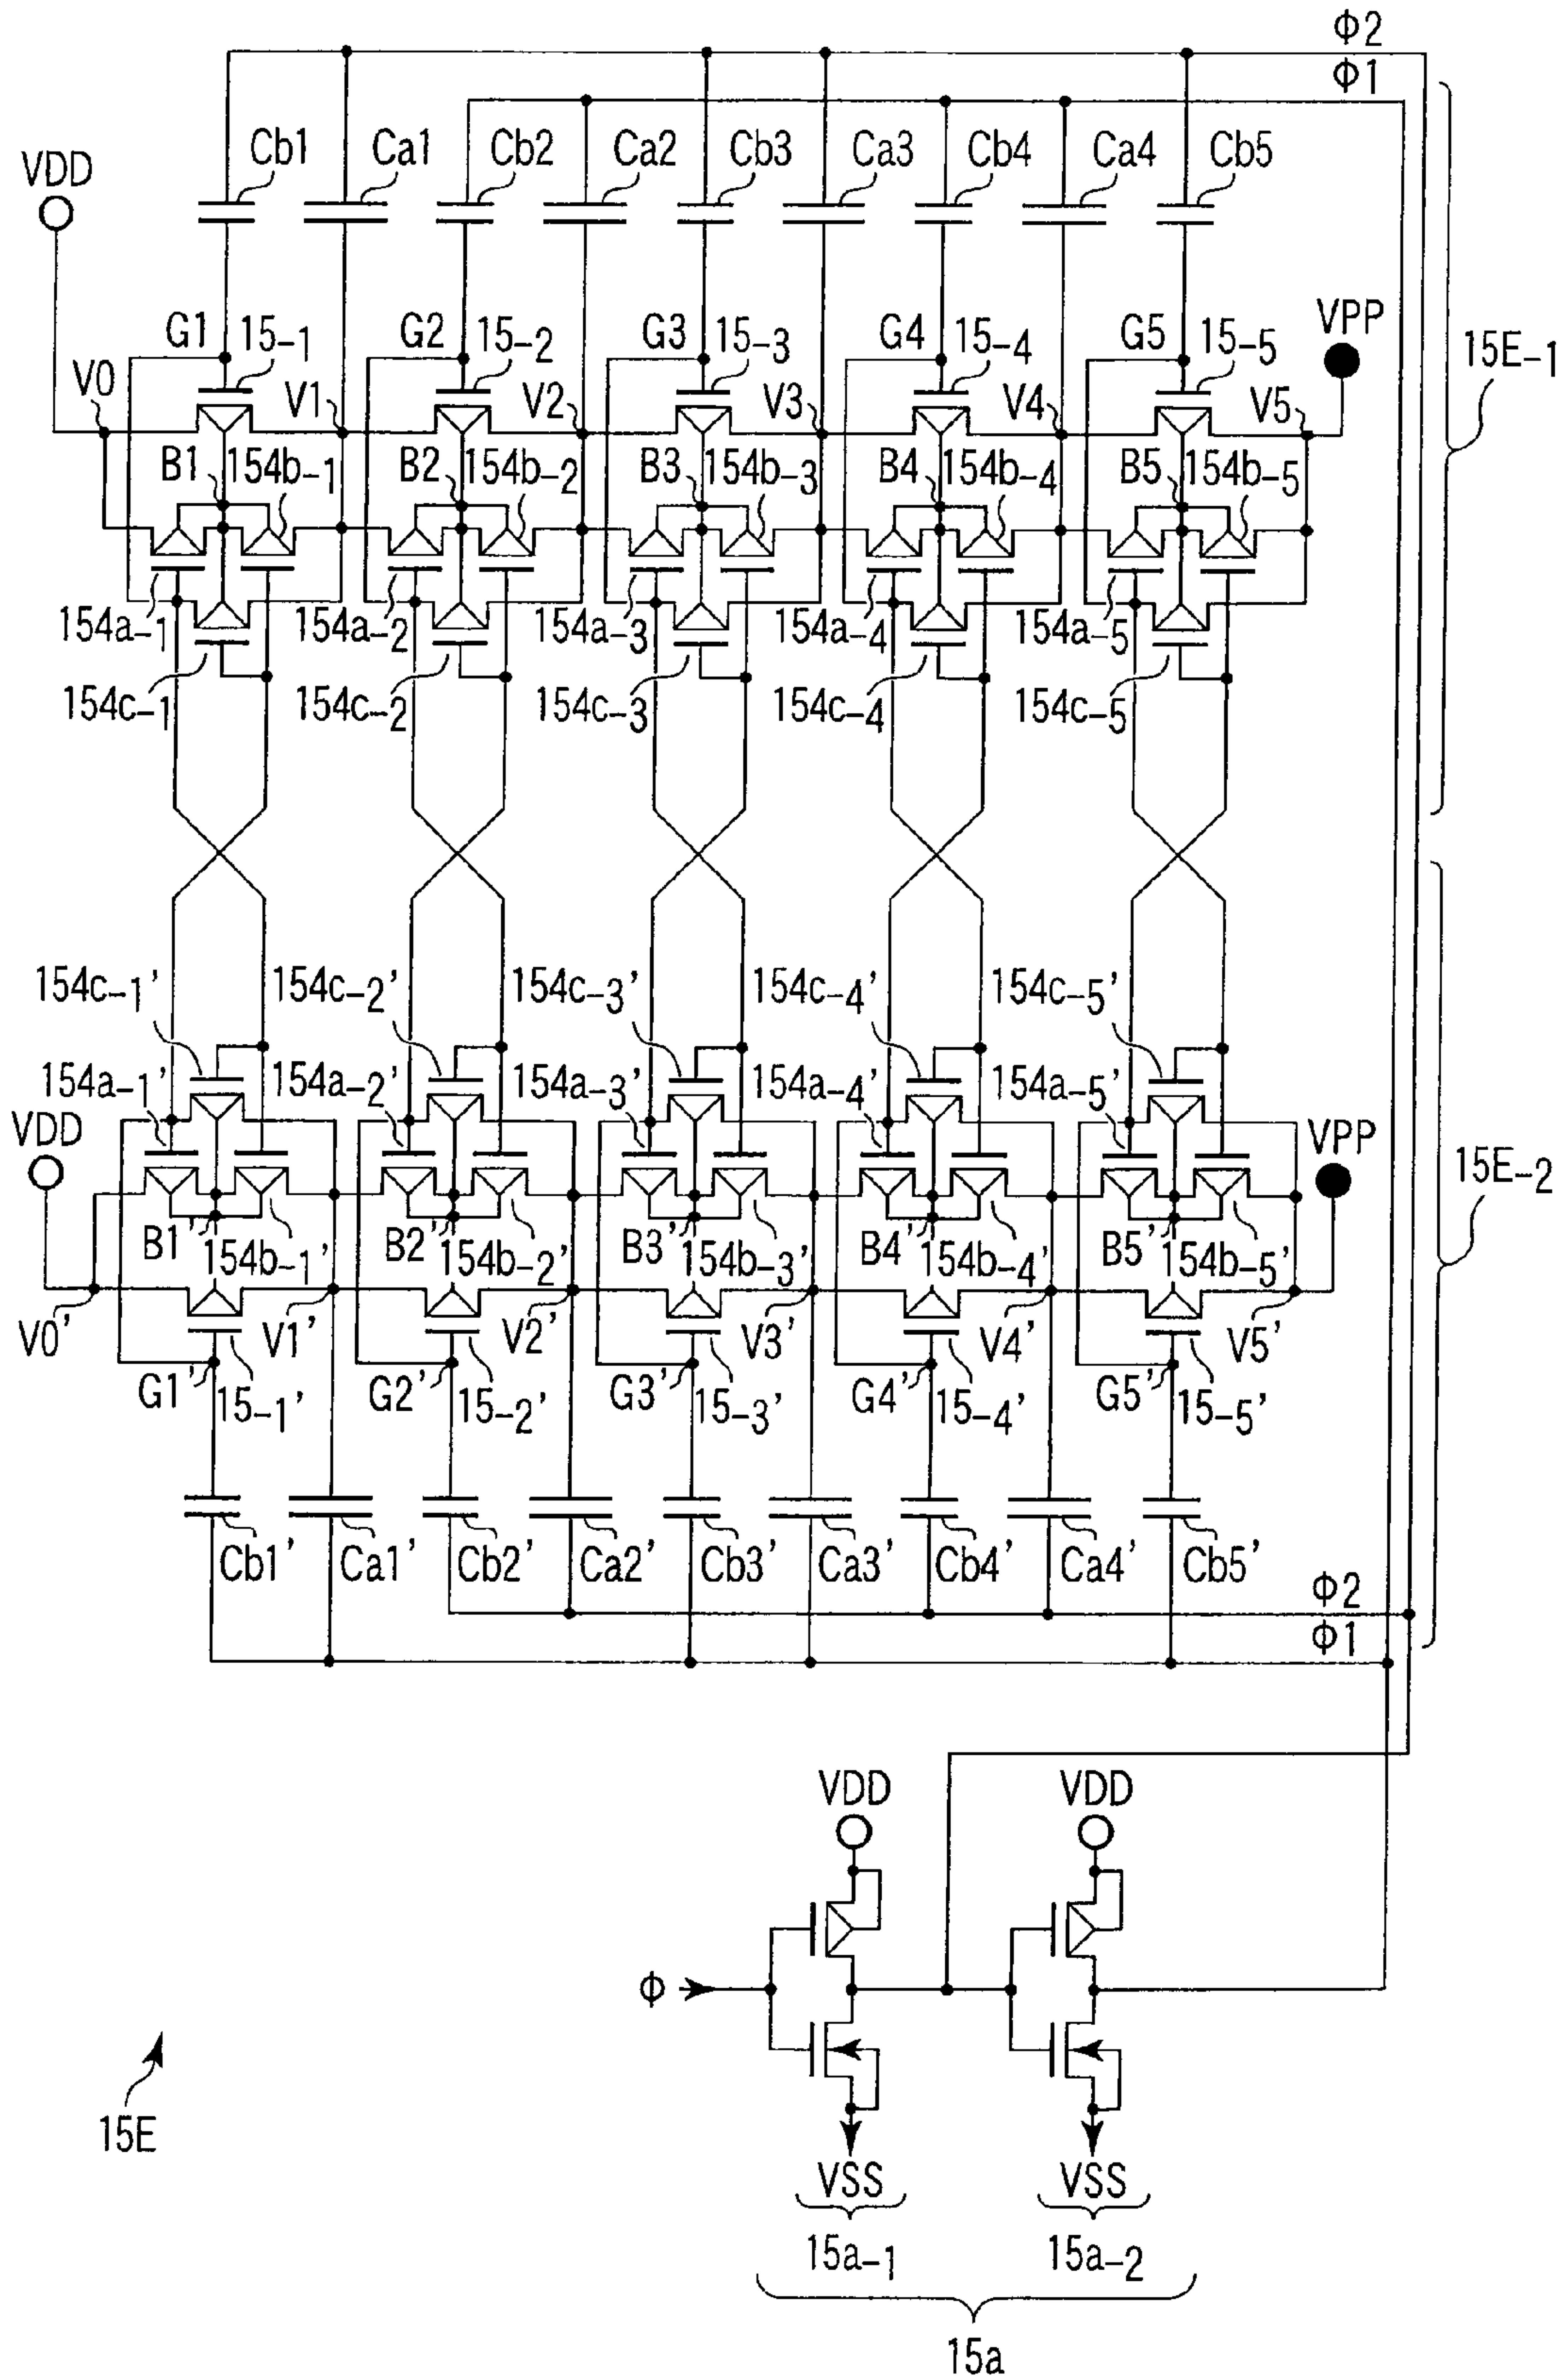 Φ2
Φ1
Cb1 Ca1 Cb2 Ca2 Cb3 Ca3 Cb4 Ca4 Cb5
VDD
G1 15-1 G2 15-2 G3 15-3 G4 15-4 G5 15-5 VPP
15E-1
V0 V1 V2 V3 V4 V5
B1 154b-1 B2 154b-2 B3 154b-3 B4 154b-4 B5 154b-5
154a-1 154a-2 154a-3 154a-4 154a-5
154c-1 154c-2 154c-3 154c-4 154c-5
154c-1' 154c-2' 154c-3' 154c-4' 154c-5'
154a-1' 154a-2' 154a-3' 154a-4' 154a-5'
VDD VPP
15E-2
B1' 154b-1' B2' 154b-2' B3' 154b-3' B4' 154b-4' B5' 154b-5'
V0' V1' V2' V3' V4' V5'
G1' 15-1' G2' 15-2' G3' 15-3' G4' 15-4' G5' 15-5'
Cb1' Ca1' Cb2' Ca2' Cb3' Ca3' Cb4' Ca4' Cb5'
Φ2
Φ1
VDD VDD
Φ
15E
VSS VSS
15a-1 15a-2
15a